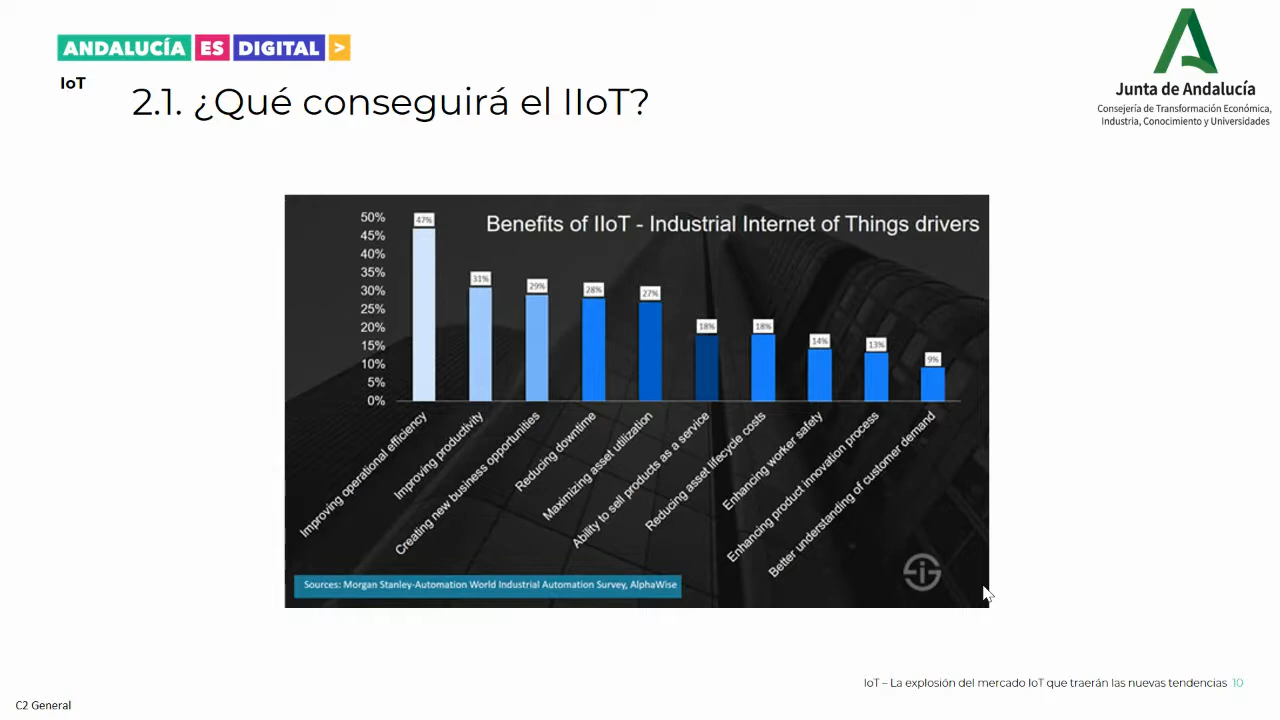 ANDALUCÍA ES DIGITAL >
IoT
2.1. ¿Qué conseguirá el IIoT?
Junta de Andalucía
Consejería de Transformación Económica,
Industria, Conocimiento y Universidades
Benefits of IIoT - Industrial Internet of Things drivers
50%
45%
40%
35%
30%
25%
20%
15%
10%
5%
0%
47%
31%
29%
28%
27%
18%
18%
14%
13%
9%
Improving operational efficiency
Improving productivity
Creating new business opportunities
Reducing downtime
Maximizing asset utilization
Ability to sell products as a service
Reducing asset lifecycle costs
Enhancing worker safety
Enhancing product innovation process
Better understanding of customer demand
Sources: Morgan Stanley-Automation World Industrial Automation Survey, AlphaWise
IoT – La explosión del mercado IoT que traerán las nuevas tendencias 10
C2 General